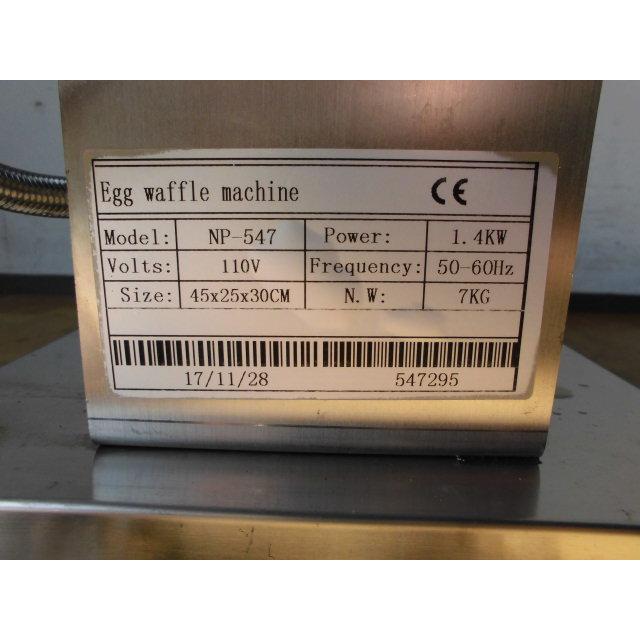 Egg waffle machine CE
Model: NP-547 Power: 1.4KW
Volts: 110V Frequency: 50-60Hz
Size: 45x25x30CM N.W: 7KG
17/11/28 547295